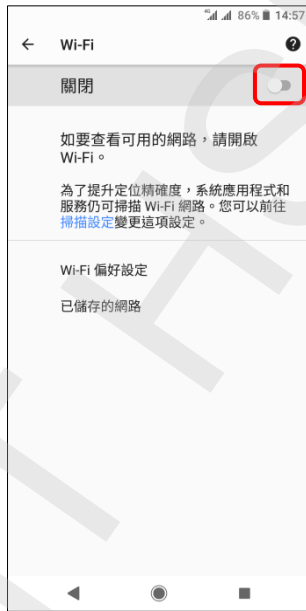 4G 86% 14:57
Wi-Fi
關閉
如要查看可用的網路，請開啟
Wi-Fi。
為了提升定位精確度，系統應用程式和
服務仍可掃描 Wi-Fi 網路。您可以前往
掃描設定變更這項設定。
Wi-Fi 偏好設定
已儲存的網路